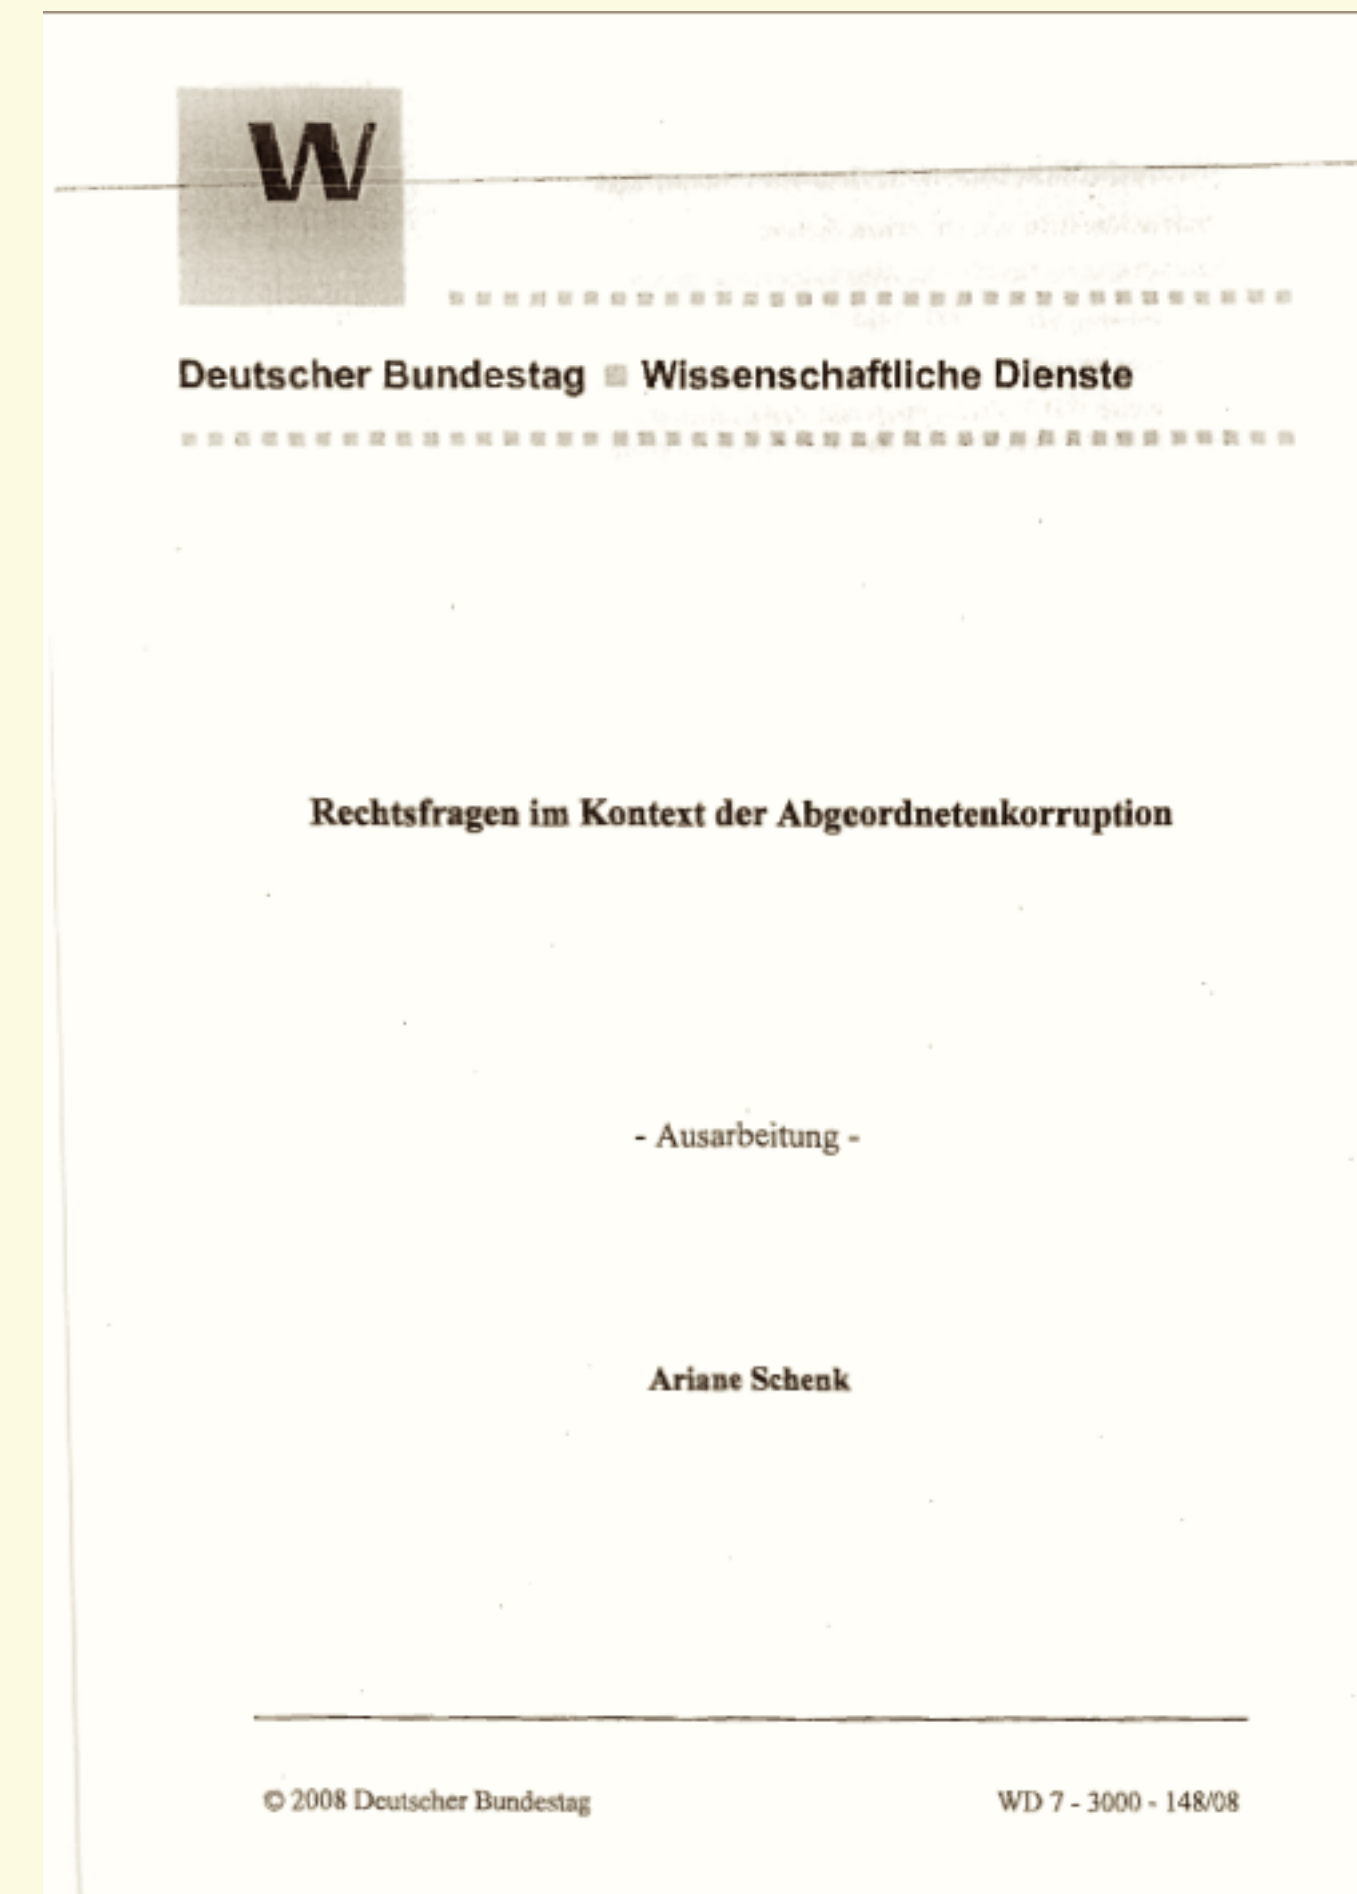 W
Deutscher Bundestag ■ Wissenschaftliche Dienste
Rechtsfragen im Kontext der Abgeordnetenkorruption
- Ausarbeitung -
Ariane Schenk
© 2008 Deutscher Bundestag
WD 7 - 3000 - 148/08